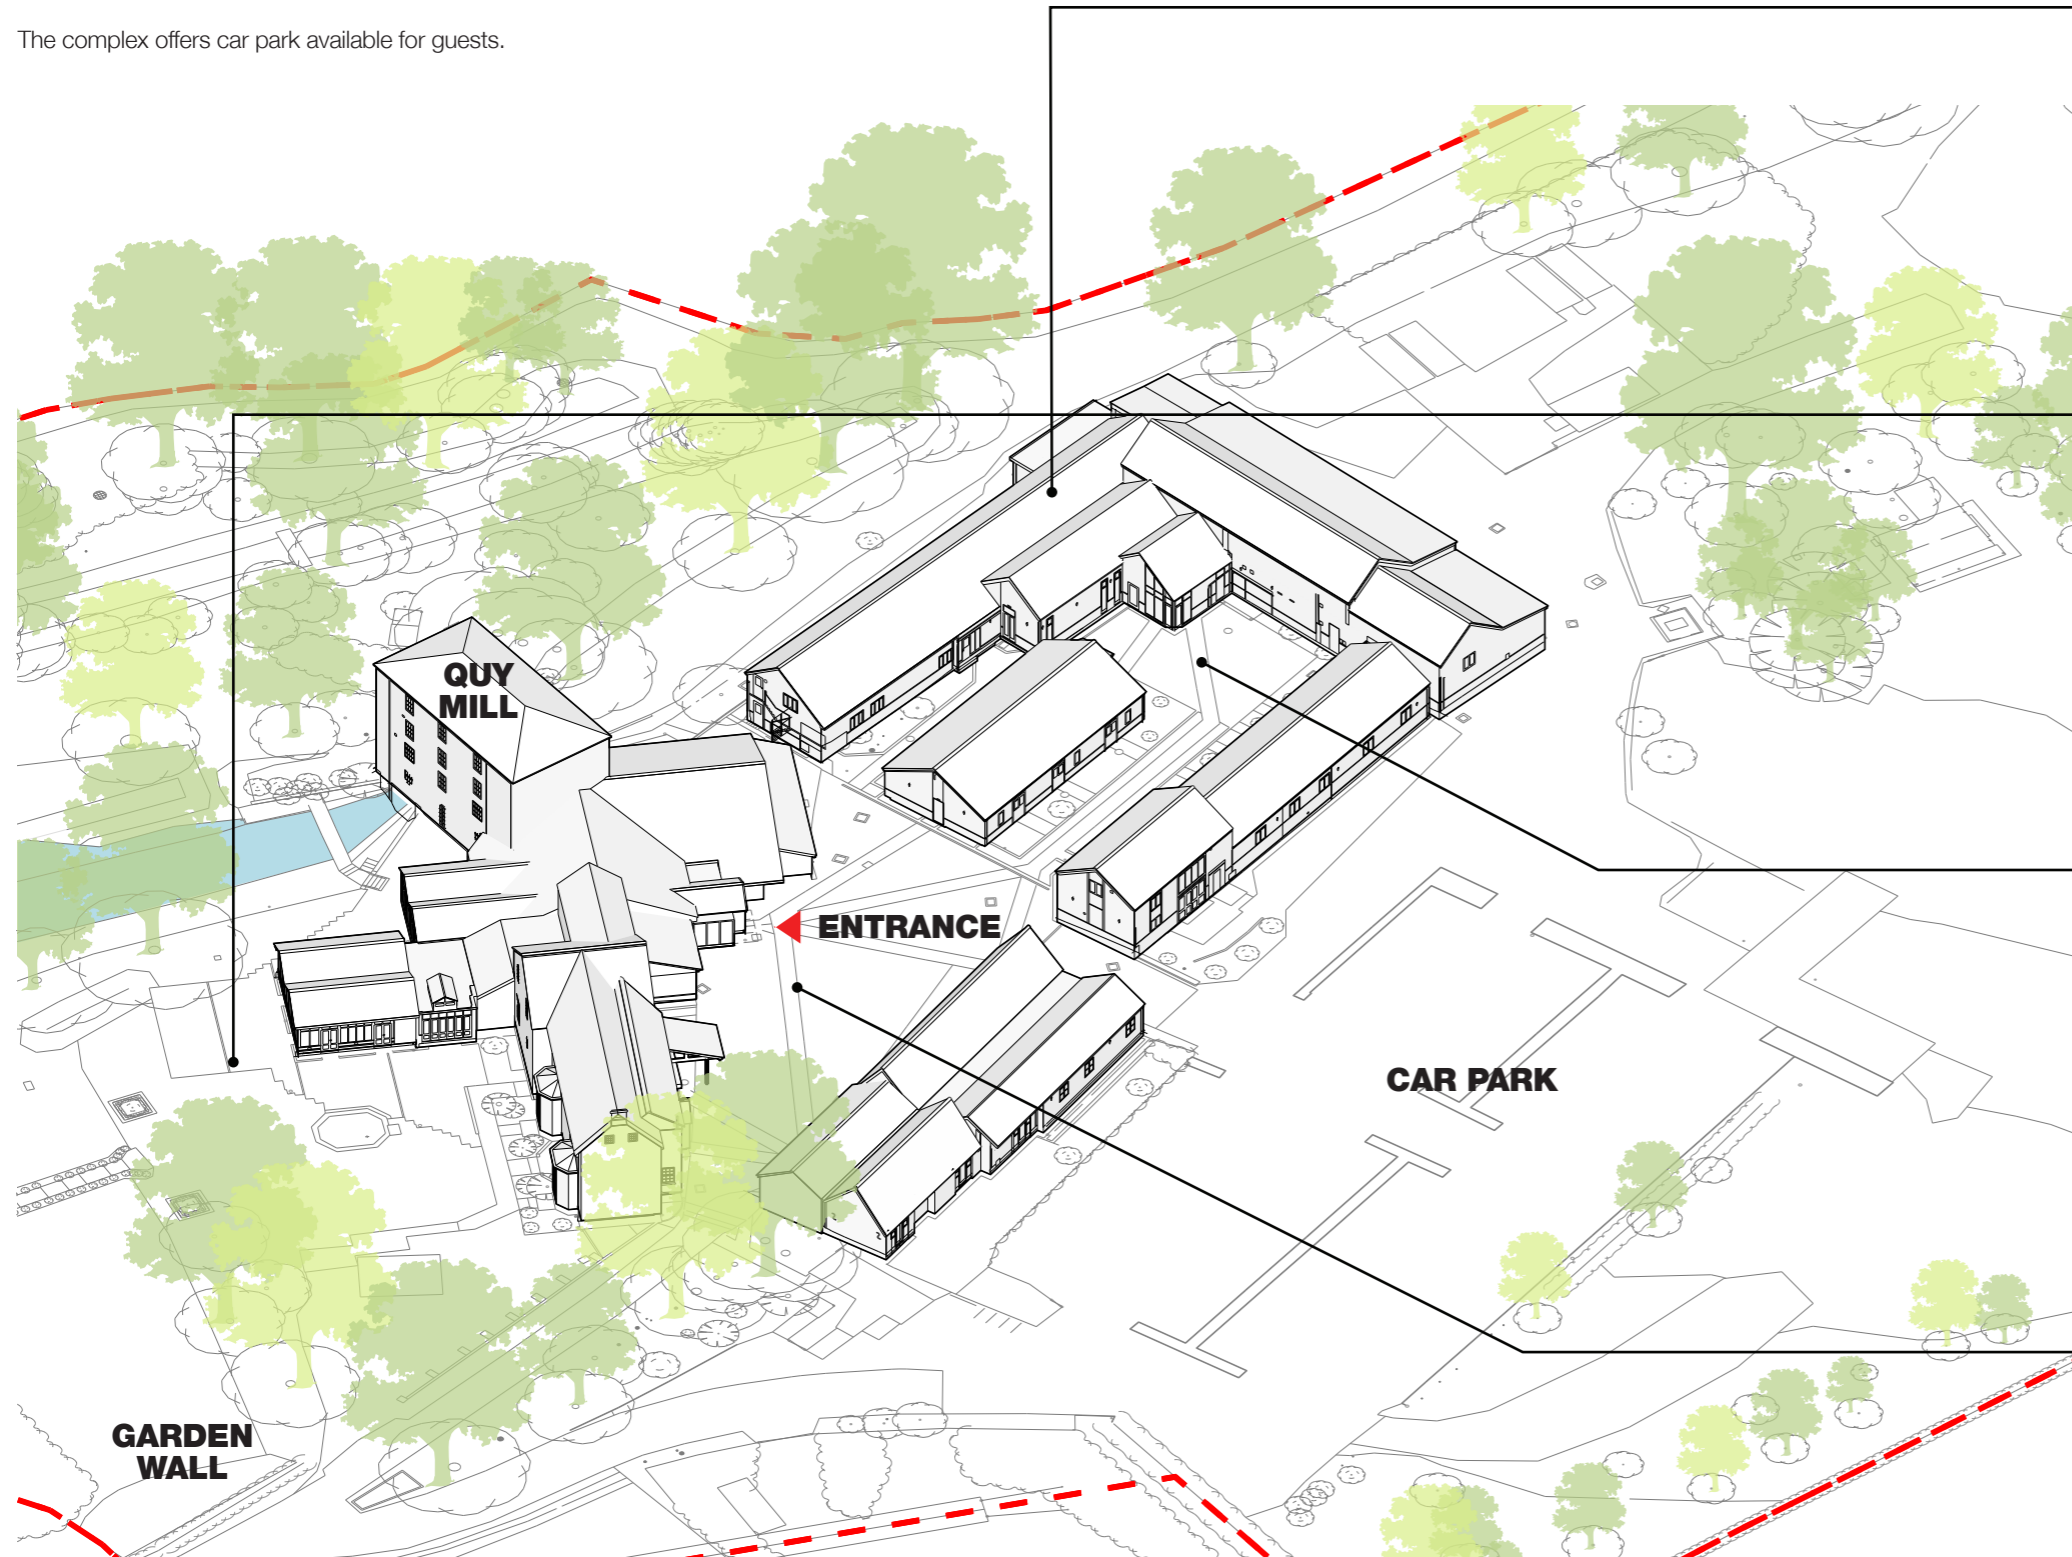 The complex offers car park available for guests.
QUY
MILL
ENTRANCE
CAR PARK
GARDEN
WALL